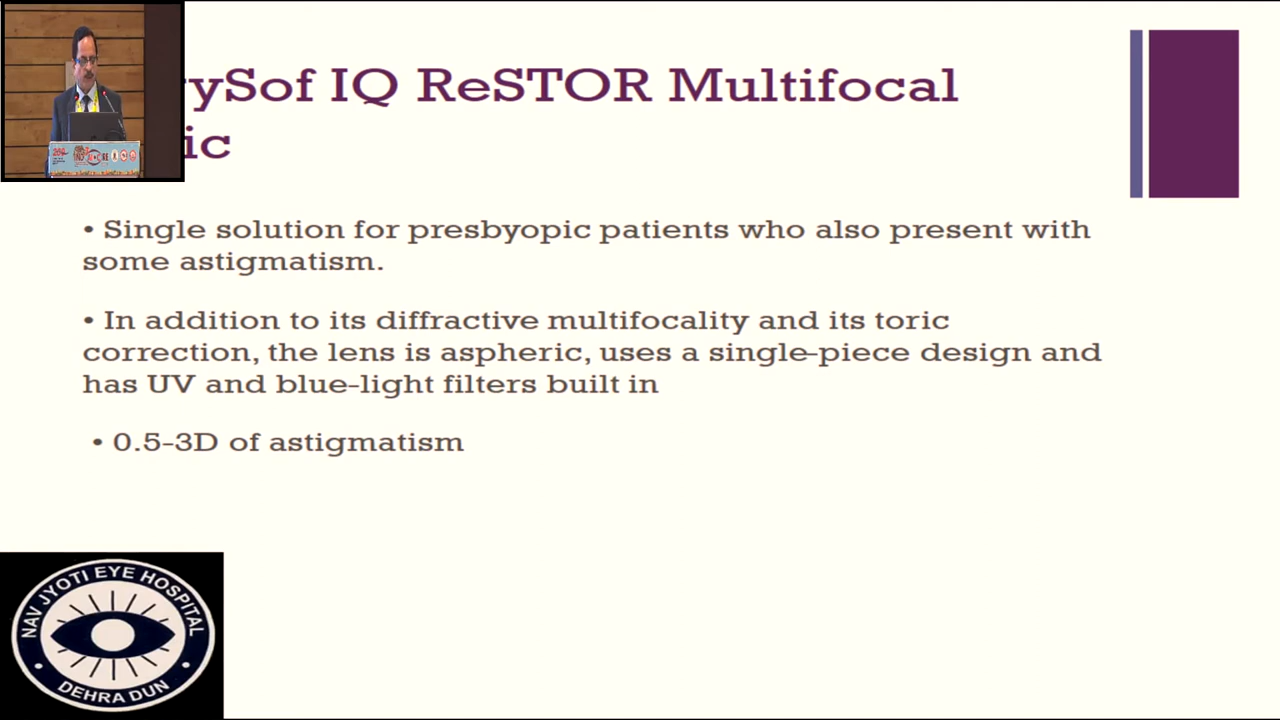 rySof IQ ReSTOR Multifocal
ic
• Single solution for presbyopic patients who also present with
some astigmatism.
• In addition to its diffractive multifocality and its toric
correction, the lens is aspheric, uses a single-piece design and
has UV and blue-light filters built in
• 0.5-3D of astigmatism
NAV JYOTI EYE HOSPITAL
• DEHRA DUN •